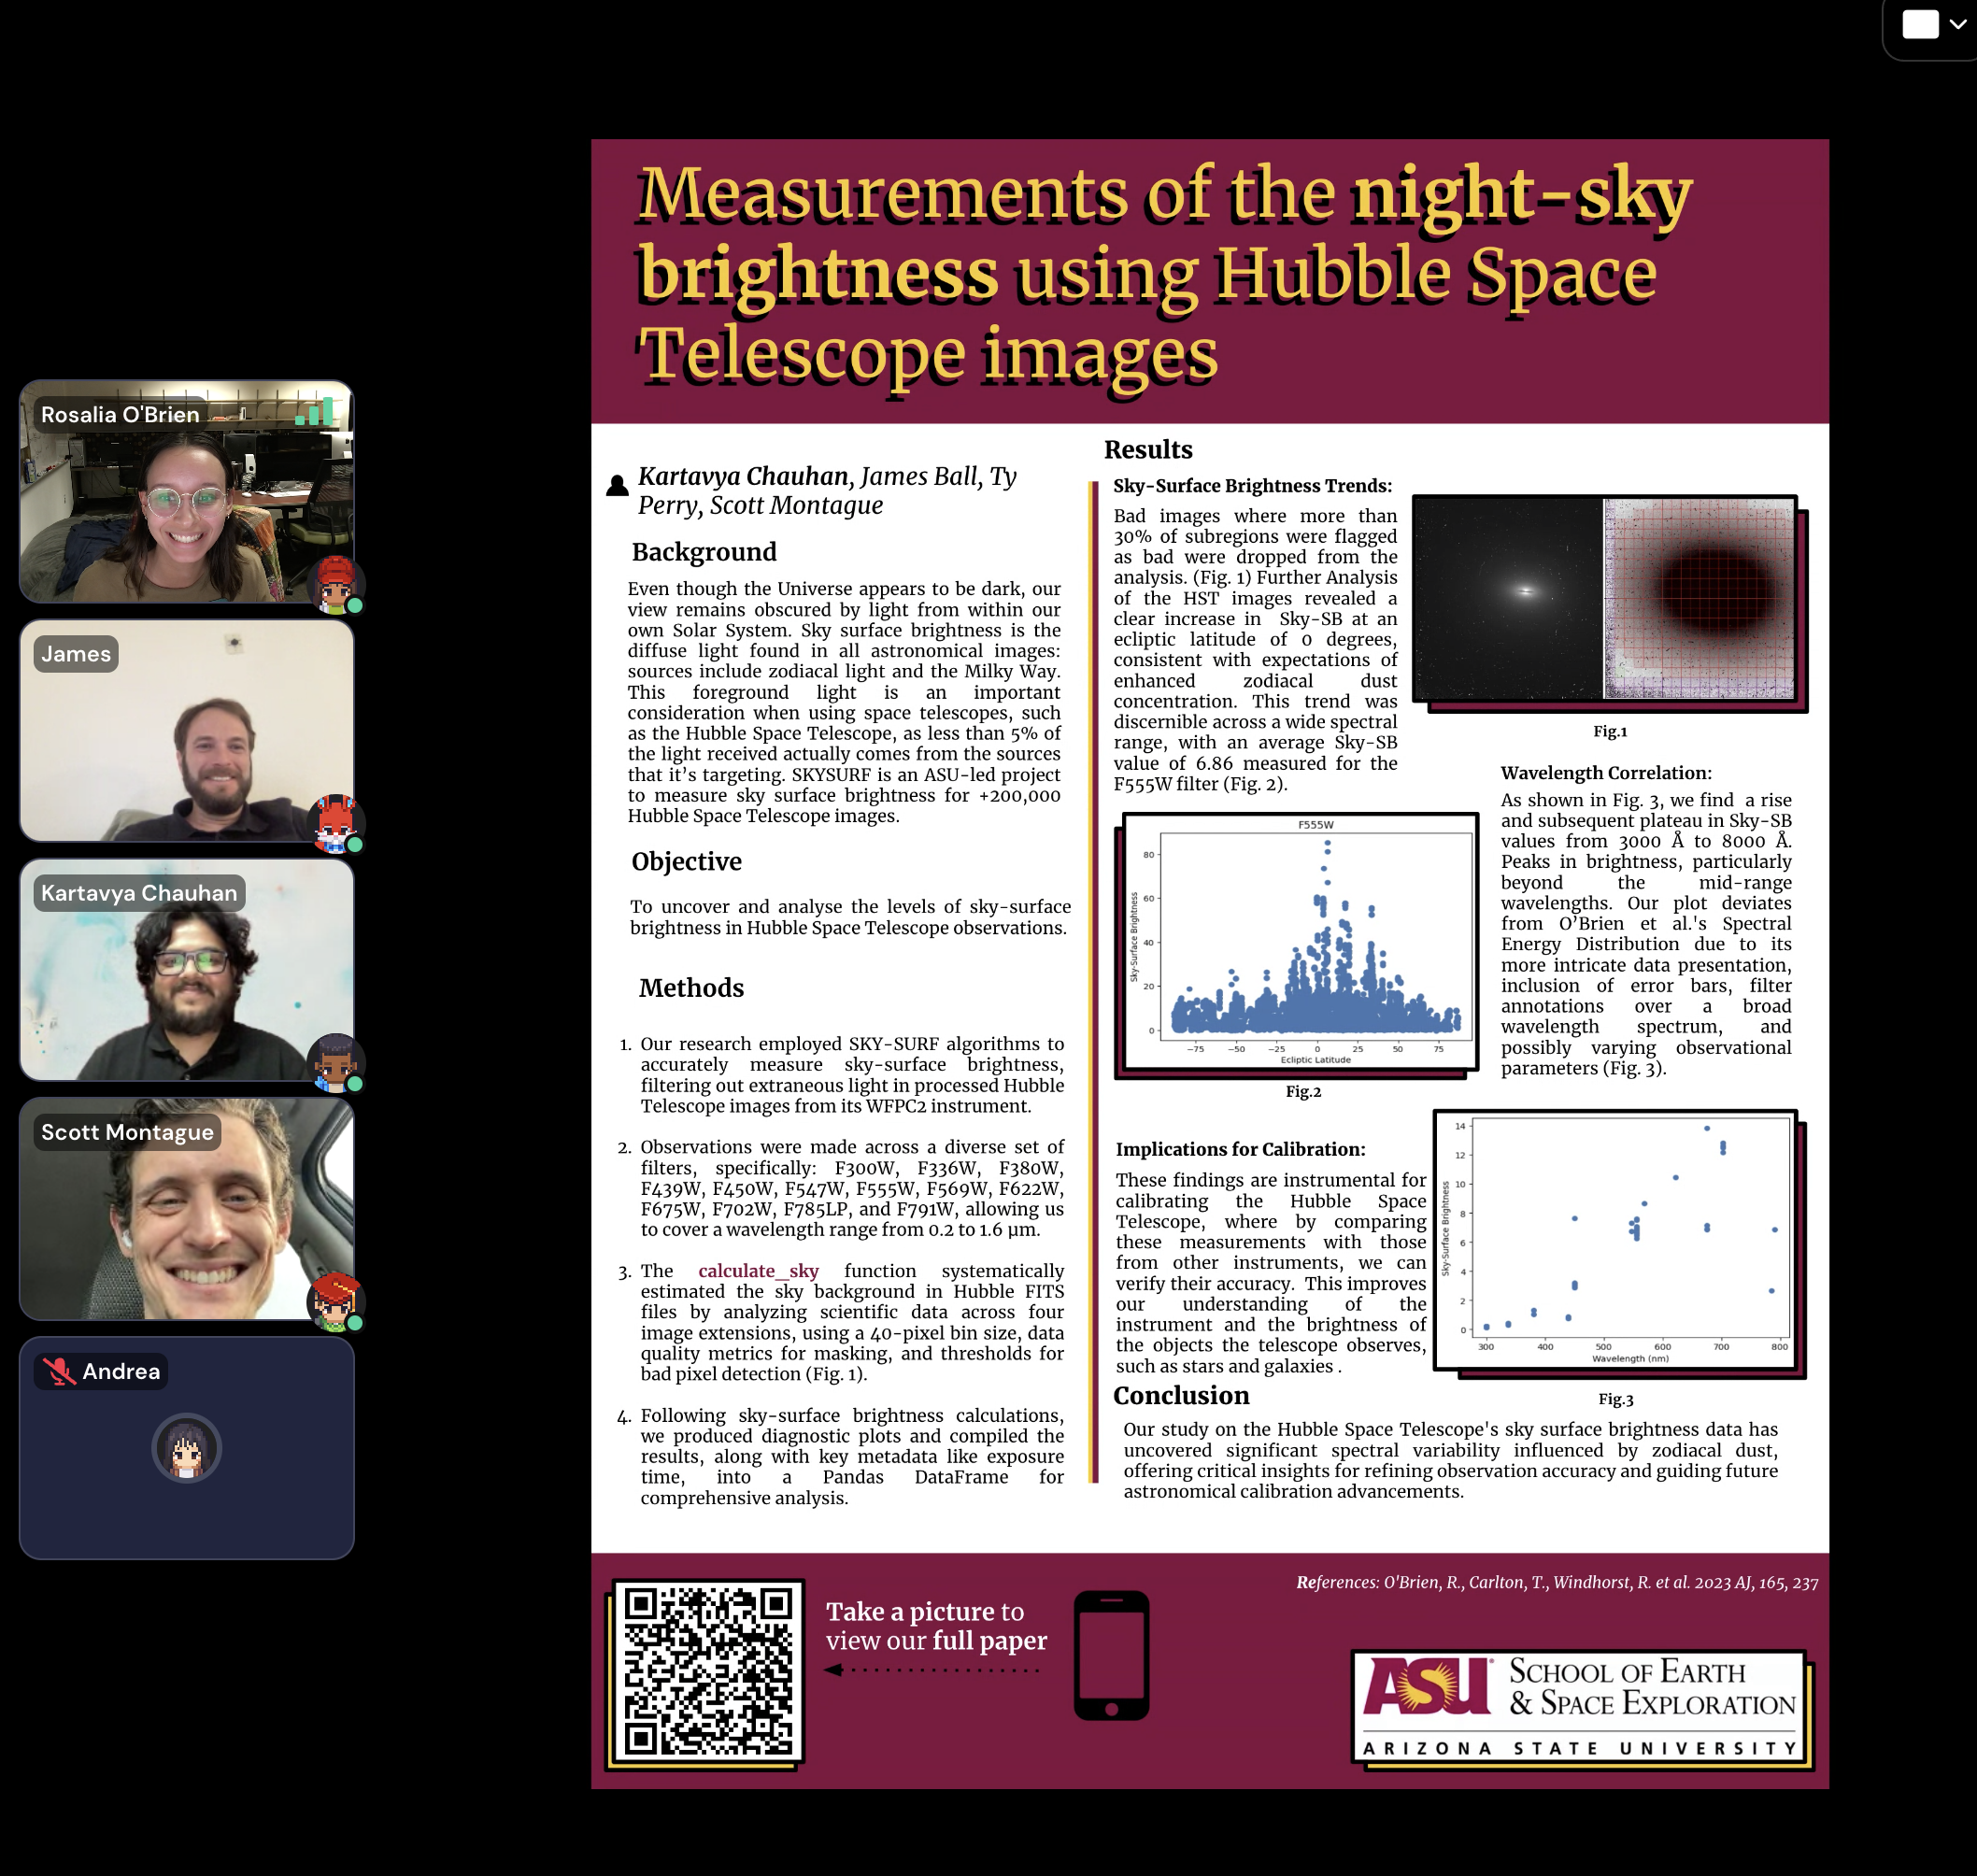 Rosalia O'Brien
James
Kartavya Chauhan
Scott Montague
Andrea
Measurements of the night-sky
brightness using Hubble Space
Telescope images
Kartavya Chauhan, James Ball, Ty
Perry, Scott Montague
Background
Even though the Universe appears to be dark, our
view remains obscured by light from within our
own Solar System. Sky surface brightness is the
diffuse light found in all astronomical images:
sources include zodiacal light and the Milky Way.
This foreground light is an important
consideration when using space telescopes, such
as the Hubble Space Telescope, as less than 5% of
the light received actually comes from the sources
that it's targeting. SKYSURF is an ASU-led project
to measure sky surface brightness for +200,000
Hubble Space Telescope images.
Objective
To uncover and analyse the levels of sky-surface
brightness in Hubble Space Telescope observations.
Methods
1. Our research employed SKY-SURF algorithms to
accurately measure sky-surface brightness,
filtering out extraneous light in processed Hubble
Telescope images from its WFPC2 instrument.
2. Observations were made across a diverse set of
filters, specifically: F300W, F336W, F380W,
F439W, F450W, F547W, F555W, F569W, F622W,
F675W, F702W, F785LP, and F791W, allowing us
to cover a wavelength range from 0.2 to 1.6 µm.
3. The calculate_sky function systematically
estimated the sky background in Hubble FITS
files by analyzing scientific data across four
image extensions, using a 40-pixel bin size, data
quality metrics for masking, and thresholds for
bad pixel detection (Fig. 1).
4. Following sky-surface brightness calculations,
we produced diagnostic plots and compiled the
results, along with key metadata like exposure
time, into a Pandas DataFrame for
comprehensive analysis.
Results
Sky-Surface Brightness Trends:
Bad images where more than
30% of subregions were flagged
as bad were dropped from the
analysis. (Fig. 1) Further Analysis
of the HST images revealed a
clear increase in Sky-SB at an
ecliptic latitude of 0 degrees,
consistent with expectations of
enhanced zodiacal dust
concentration. This trend was
discernible across a wide spectral
range, with an average Sky-SB
value of 6.86 measured for the
F555W filter (Fig. 2).
Fig.1
F555W
Sky-Surface Brightness
80
60
40
20
0
−75 −50 −25 0 25 50 75
Ecliptic Latitude
Fig.2
Wavelength Correlation:
As shown in Fig. 3, we find a rise
and subsequent plateau in Sky-SB
values from 3000 Å to 8000 Å.
Peaks in brightness, particularly
beyond the mid-range
wavelengths. Our plot deviates
from O'Brien et al.'s Spectral
Energy Distribution due to its
more intricate data presentation,
inclusion of error bars, filter
annotations over a broad
wavelength spectrum, and
possibly varying observational
parameters (Fig. 3).
Implications for Calibration:
These findings are instrumental for
calibrating the Hubble Space
Telescope, where by comparing
these measurements with those
from other instruments, we can
verify their accuracy. This improves
our understanding of the
instrument and the brightness of
the objects the telescope observes,
such as stars and galaxies .
Sky-Surface Brightness
14
12
10
8
6
4
2
0
300 400 500 600 700 800
Wavelength (nm)
Fig.3
Conclusion
Our study on the Hubble Space Telescope's sky surface brightness data has
uncovered significant spectral variability influenced by zodiacal dust,
offering critical insights for refining observation accuracy and guiding future
astronomical calibration advancements.
Take a picture to
view our full paper
References: O'Brien, R., Carlton, T., Windhorst, R. et al. 2023 AJ, 165, 237
ASU
SCHOOL OF EARTH
& SPACE EXPLORATION
ARIZONA STATE UNIVERSITY